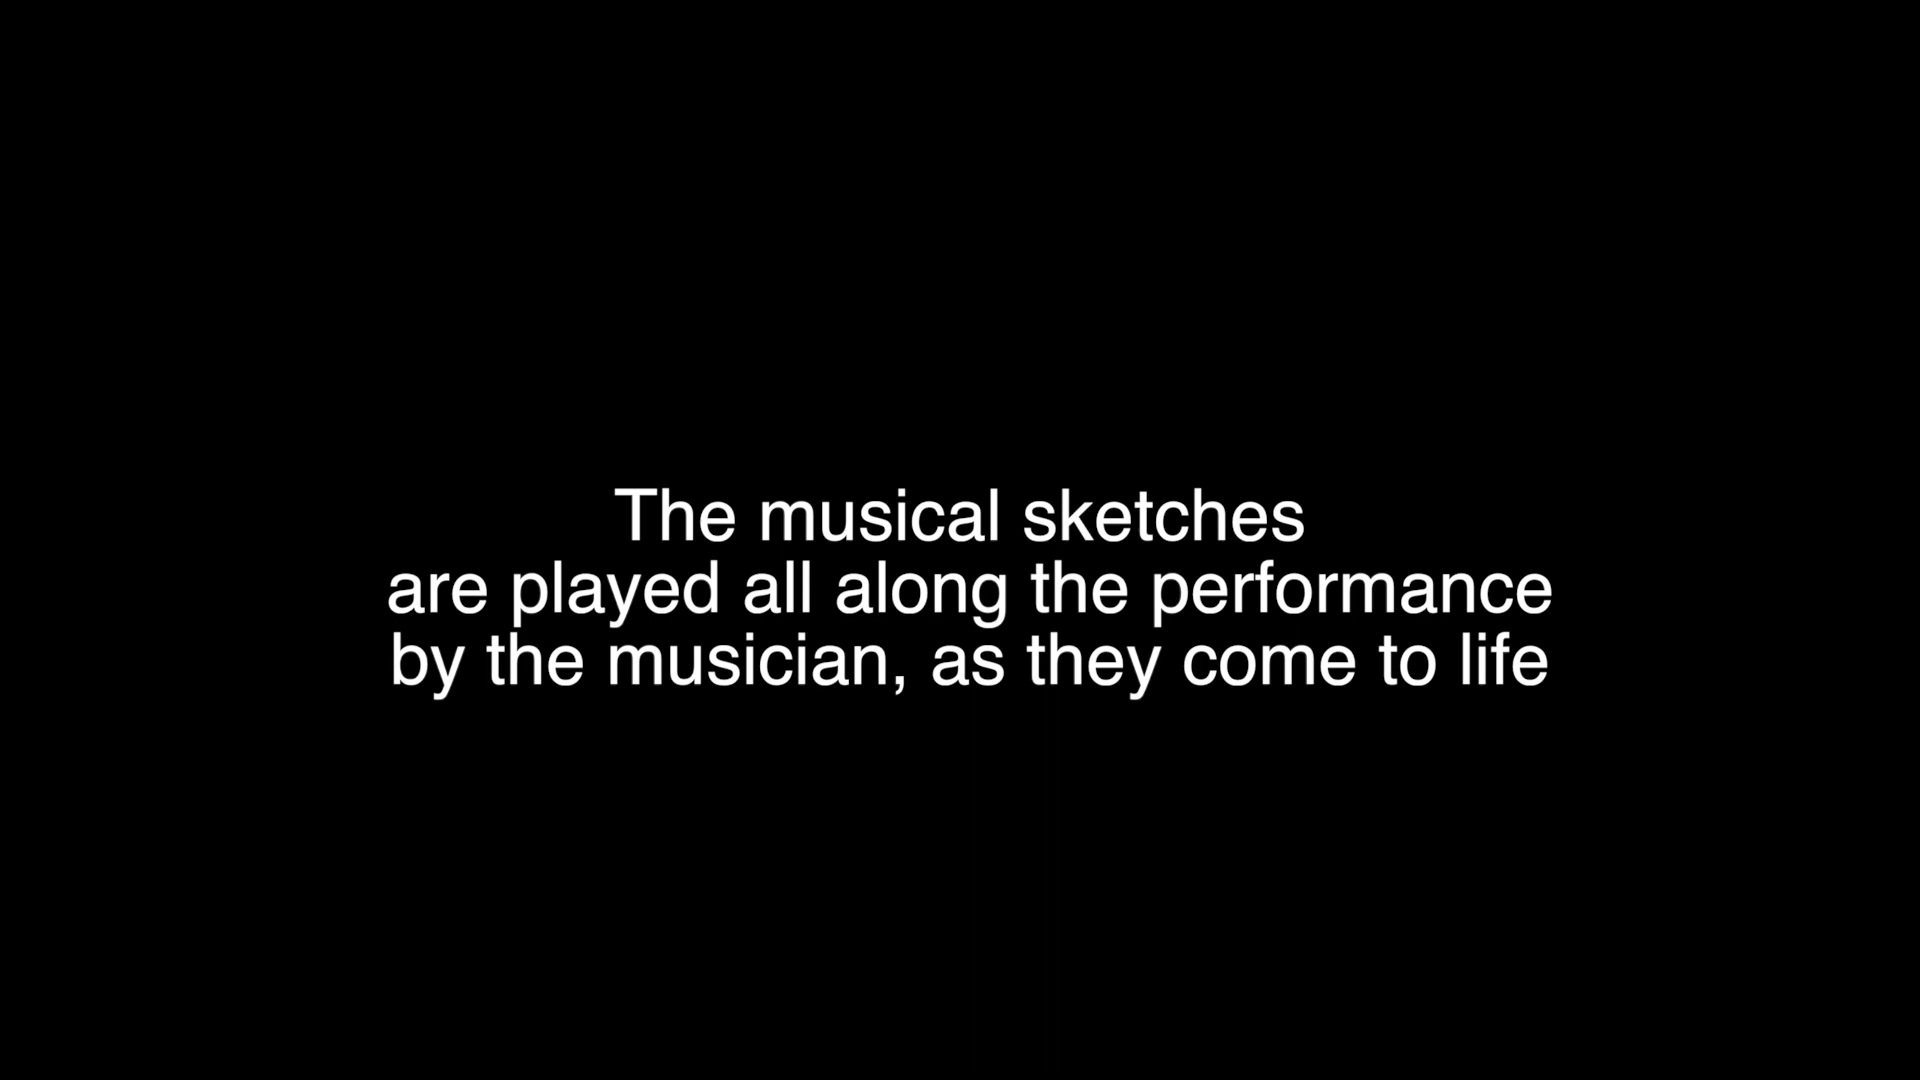 The musical sketches
are played all along the performance
by the musician, as they come to life